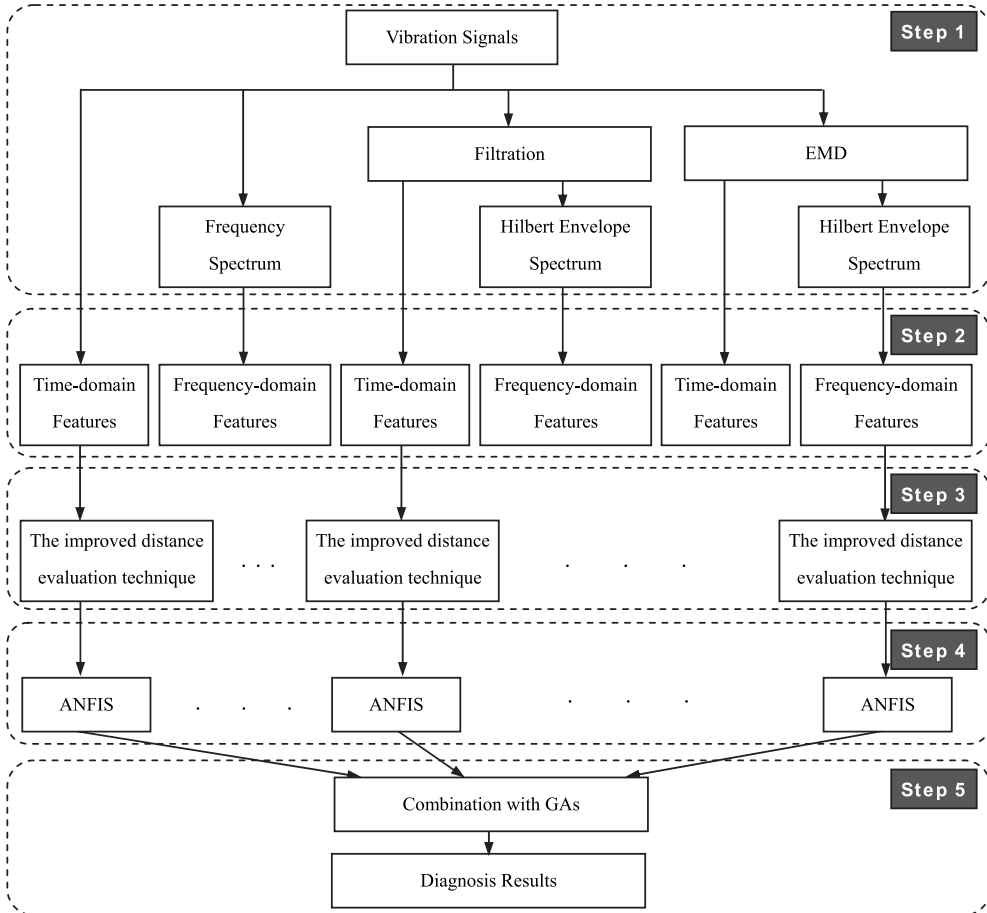 Step 1
Vibration Signals
Filtration
EMD
Frequency
Spectrum
Hilbert Envelope
Spectrum
Hilbert Envelope
Spectrum
Step 2
Time-domain
Features
Frequency-domain
Features
Time-domain
Features
Frequency-domain
Features
Time-domain
Features
Frequency-domain
Features
Step 3
The improved distance
evaluation technique
. . .
The improved distance
evaluation technique
. . .
The improved distance
evaluation technique
Step 4
ANFIS
. . .
ANFIS
. . .
ANFIS
Step 5
Combination with GAs
Diagnosis Results